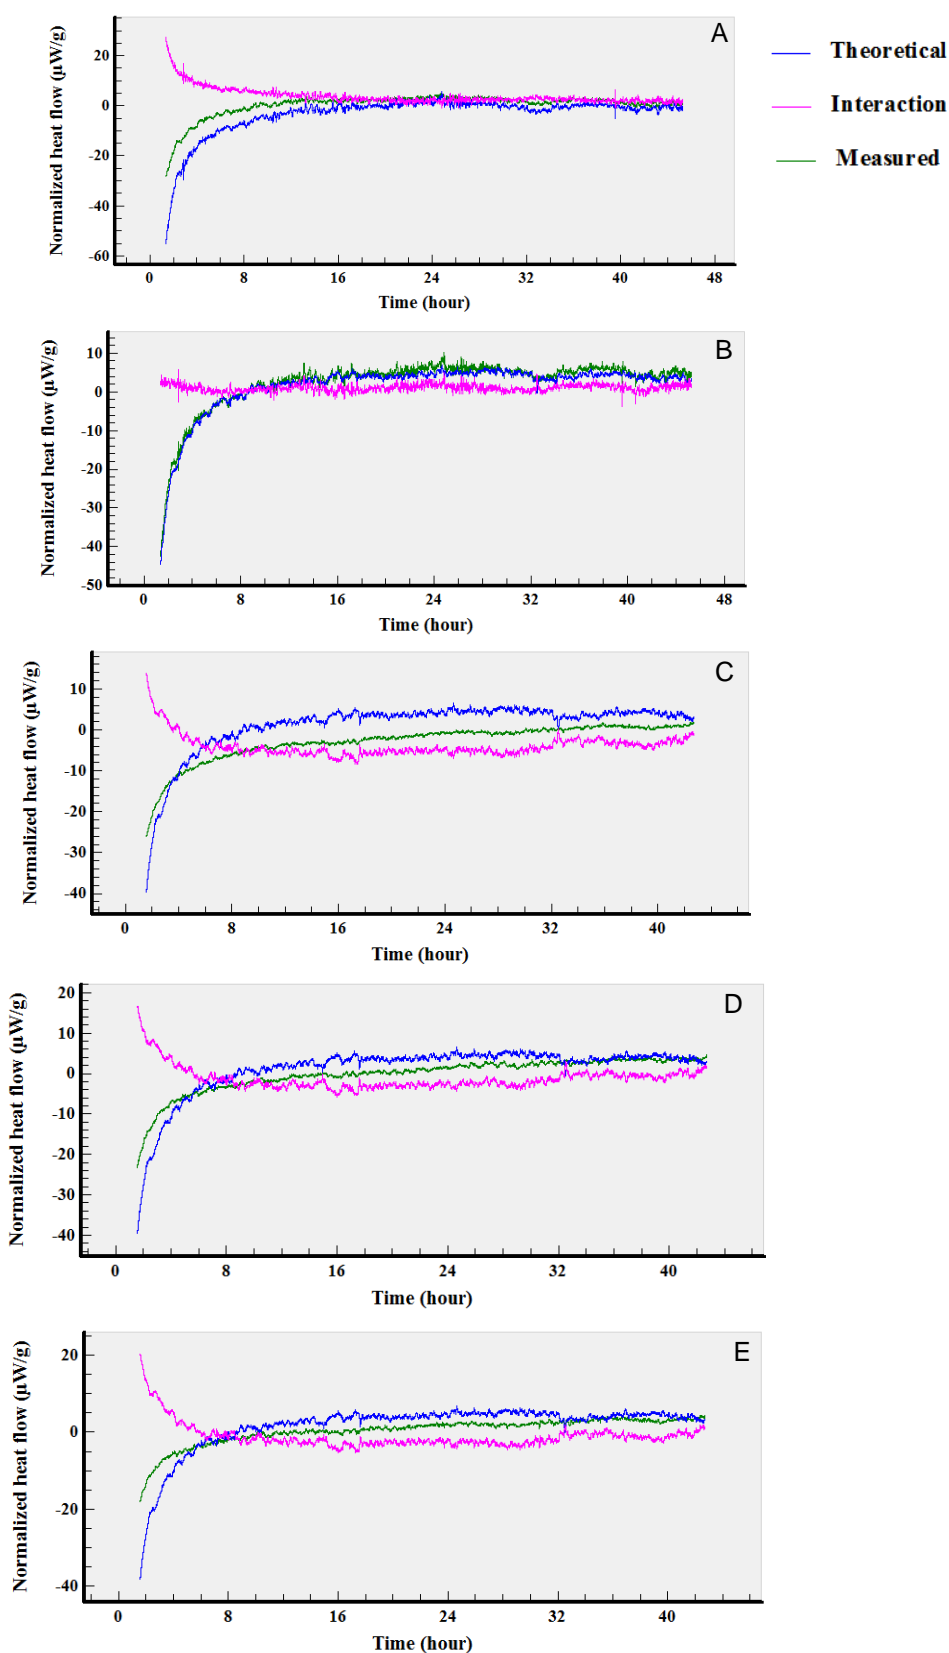 A
Theoretical
Interaction
Measured
Normalized heat flow (µW/g)
20
0
-20
-40
-60
0 8 16 24 32 40 48
Time (hour)
B
Normalized heat flow (µW/g)
10
0
-10
-20
-30
-40
-50
0 8 16 24 32 40 48
Time (hour)
C
Normalized heat flow (µW/g)
10
0
-10
-20
-30
-40
0 8 16 24 32 40
Time (hour)
D
Normalized heat flow (µW/g)
20
10
0
-10
-20
-30
-40
0 8 16 24 32 40
Time (hour)
E
Normalized heat flow (µW/g)
20
0
-20
-40
0 8 16 24 32 40
Time (hour)